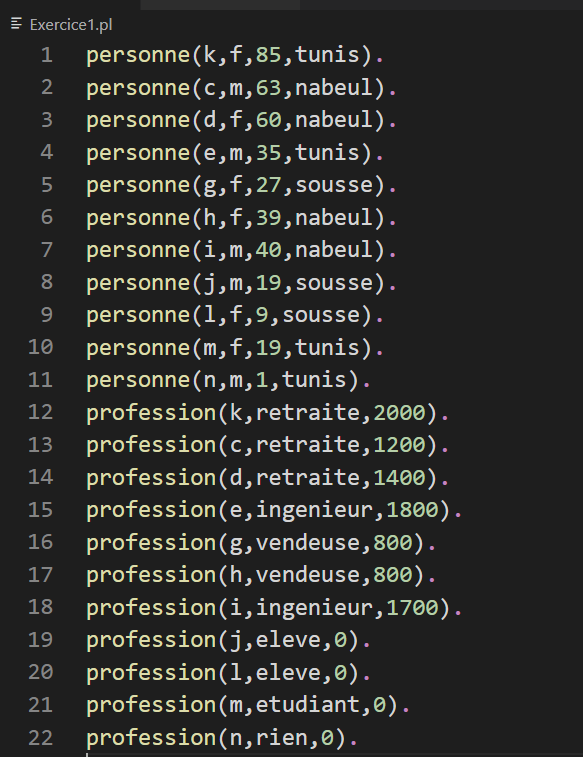 Exercice1.pl
1 personne(k,f,85,tunis).
2 personne(c,m,63,nabeul).
3 personne(d,f,60,nabeul).
4 personne(e,m,35,tunis).
5 personne(g,f,27,sousse).
6 personne(h,f,39,nabeul).
7 personne(i,m,40,nabeul).
8 personne(j,m,19,sousse).
9 personne(l,f,9,sousse).
10 personne(m,f,19,tunis).
11 personne(n,m,1,tunis).
12 profession(k,retraite,2000).
13 profession(c,retraite,1200).
14 profession(d,retraite,1400).
15 profession(e,ingenieur,1800).
16 profession(g,vendeuse,800).
17 profession(h,vendeuse,800).
18 profession(i,ingenieur,1700).
19 profession(j,eleve,0).
20 profession(l,eleve,0).
21 profession(m,etudiant,0).
22 profession(n,rien,0).